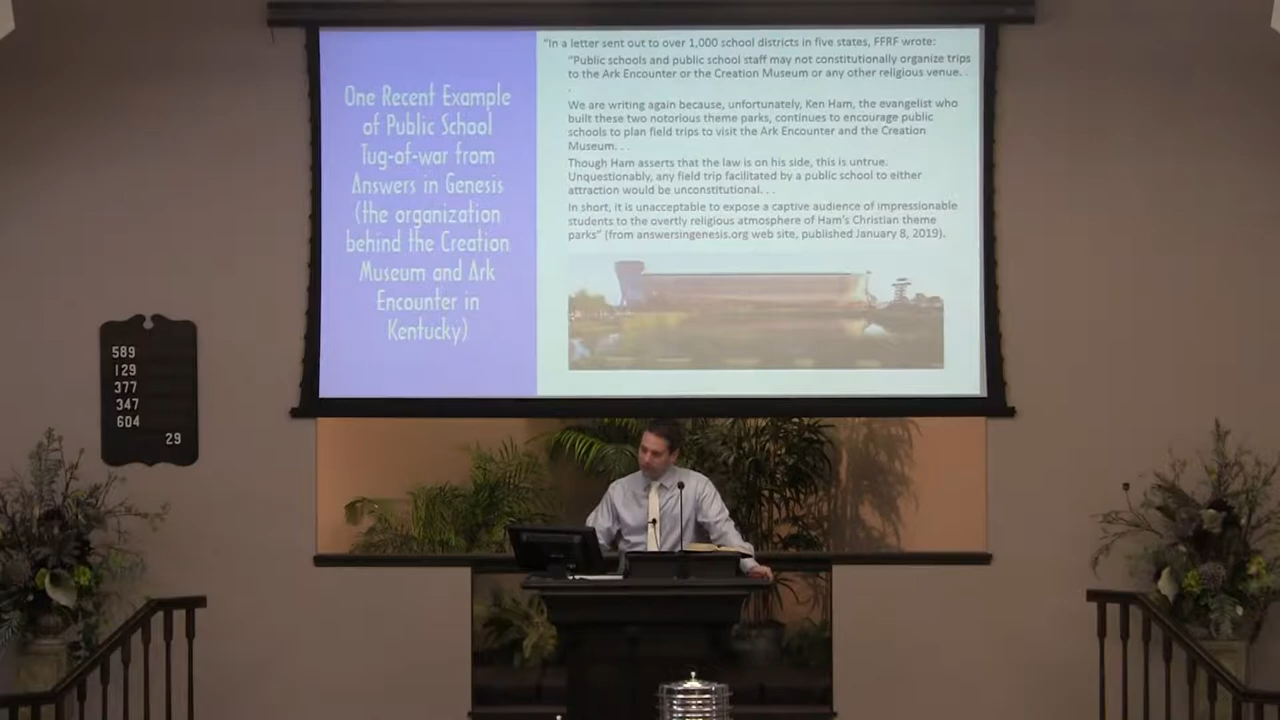 One Recent Example
of Public School
Tug-of-war from
Answers in Genesis
(the organization
behind the Creation
Museum and Ark
Encounter in
Kentucky)
"In a letter sent out to over 1,000 school districts in five states, FFRF wrote:
"Public schools and public school staff may not constitutionally organize trips
to the Ark Encounter or the Creation Museum or any other religious venue. .
.
We are writing again because, unfortunately, Ken Ham, the evangelist who
built these two notorious theme parks, continues to encourage public
schools to plan field trips to visit the Ark Encounter and the Creation
Museum. . .
Though Ham asserts that the law is on his side, this is untrue.
Unquestionably, any field trip facilitated by a public school to either
attraction would be unconstitutional. . .
In short, it is unacceptable to expose a captive audience of impressionable
students to the overtly religious atmosphere of Ham's Christian theme
parks" (from answersingenesis.org web site, published January 8, 2019).
589
129
377
347
604
29